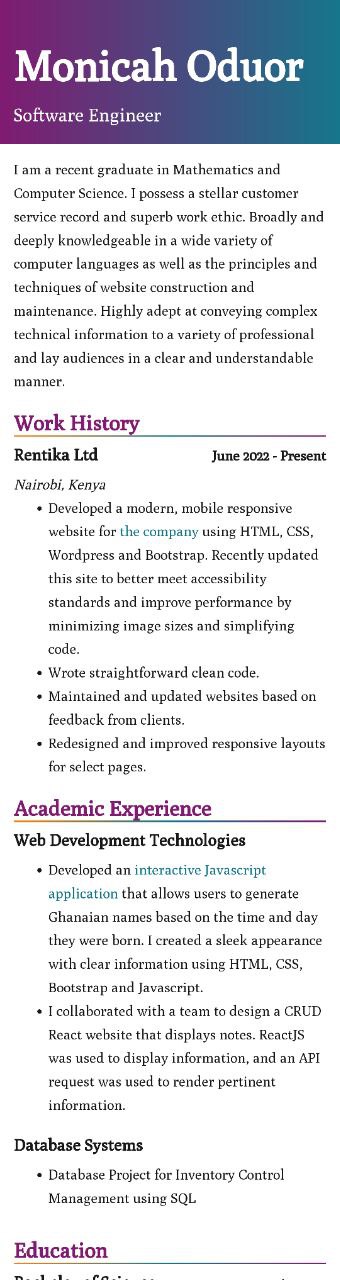 Monicah Oduor
Software Engineer
I am a recent graduate in Mathematics and
Computer Science. I possess a stellar customer
service record and superb work ethic. Broadly and
deeply knowledgeable in a wide variety of
computer languages as well as the principles and
techniques of website construction and
maintenance. Highly adept at conveying complex
technical information to a variety of professional
and lay audiences in a clear and understandable
manner.
Work History
Rentika Ltd June 2022 - Present
Nairobi, Kenya
• Developed a modern, mobile responsive
website for the company using HTML, CSS,
Wordpress and Bootstrap. Recently updated
this site to better meet accessibility
standards and improve performance by
minimizing image sizes and simplifying
code.
• Wrote straightforward clean code.
• Maintained and updated websites based on
feedback from clients.
• Redesigned and improved responsive layouts
for select pages.
Academic Experience
Web Development Technologies
• Developed an interactive Javascript
application that allows users to generate
Ghanaian names based on the time and day
they were born. I created a sleek appearance
with clear information using HTML, CSS,
Bootstrap and Javascript.
• I collaborated with a team to design a CRUD
React website that displays notes. ReactJS
was used to display information, and an API
request was used to render pertinent
information.
Database Systems
• Database Project for Inventory Control
Management using SQL
Education